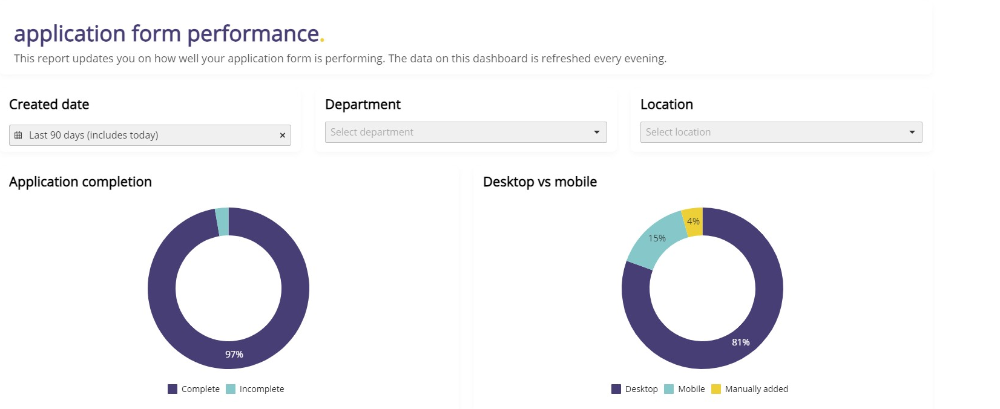 application form performance.
This report updates you on how well your application form is performing. The data on this dashboard is refreshed every evening.
Created date
Department
Location
Last 90 days (includes today) ×
Select department
Select location
Application completion
Desktop vs mobile
4%
15%
81%
97%
Complete Incomplete
Desktop Mobile Manually added